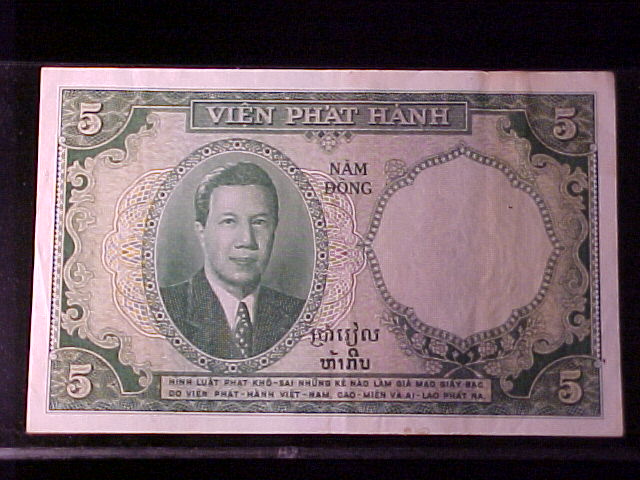 5 VIỆN PHÁT HÀNH 5
NĂM
ĐỒNG
ប្រាំរៀល
ຫ້າກີບ
HÌNH LUẬT PHẠT KHỔ-SAI NHỮNG KẺ NÀO LÀM GIẢ MẠO GIẤY BẠC
DO VIỆN PHÁT-HÀNH VIỆT-NAM, CAO-MIÊN VÀ AI-LAO PHÁT RA.
5 5